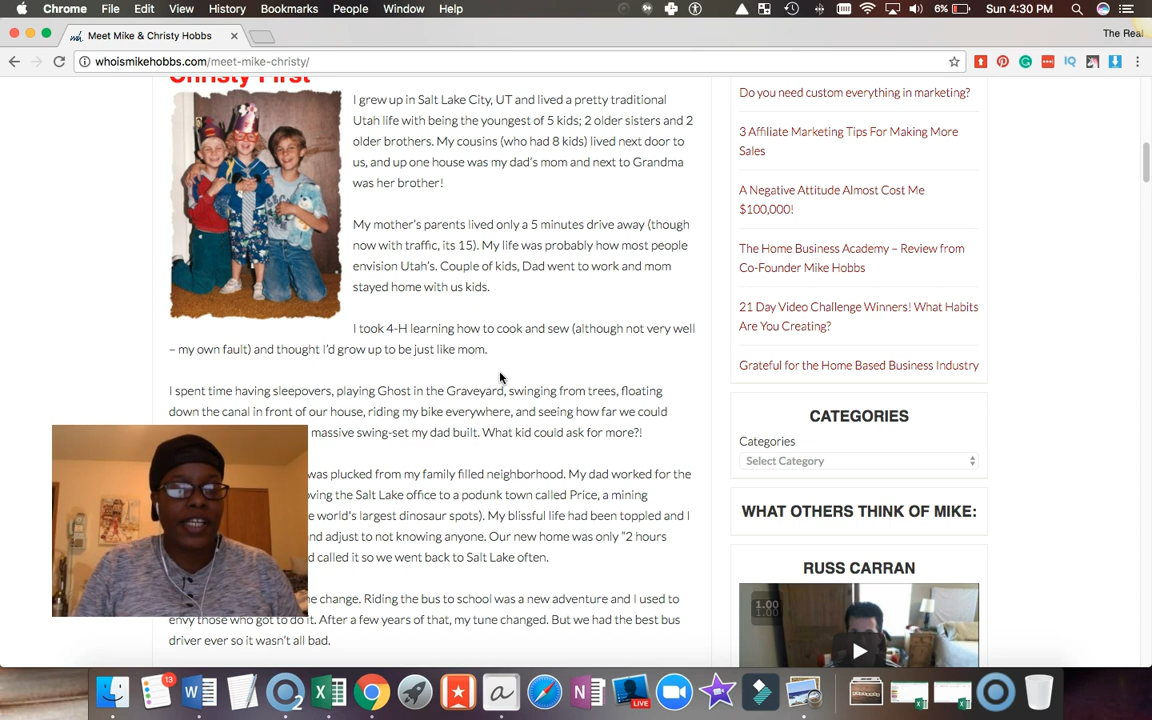 Chrome File Edit View History Bookmarks People Window Help 6% Sun 4:30 PM
Meet Mike & Christy Hobbs
The Real
whoismikehobbs.com/meet-mike-christy/
Christy First
I grew up in Salt Lake City, UT and lived a pretty traditional
Utah life with being the youngest of 5 kids; 2 older sisters and 2
older brothers. My cousins (who had 8 kids) lived next door to
us, and up one house was my dad's mom and next to Grandma
was her brother!
My mother's parents lived only a 5 minutes drive away (though
now with traffic, its 15). My life was probably how most people
envision Utah's. Couple of kids, Dad went to work and mom
stayed home with us kids.
I took 4-H learning how to cook and sew (although not very well
– my own fault) and thought I'd grow up to be just like mom.
I spent time having sleepovers, playing Ghost in the Graveyard, swinging from trees, floating
down the canal in front of our house, riding my bike everywhere, and seeing how far we could
massive swing-set my dad built. What kid could ask for more?!
was plucked from my family filled neighborhood. My dad worked for the
oving the Salt Lake office to a podunk town called Price, a mining
e world's largest dinosaur spots). My blissful life had been toppled and I
nd adjust to not knowing anyone. Our new home was only "2 hours
d called it so we went back to Salt Lake often.
he change. Riding the bus to school was a new adventure and I used to
envy those who got to do it. After a few years of that, my tune changed. But we had the best bus
driver ever so it wasn't all bad.
Do you need custom everything in marketing?
3 Affiliate Marketing Tips For Making More
Sales
A Negative Attitude Almost Cost Me
$100,000!
The Home Business Academy – Review from
Co-Founder Mike Hobbs
21 Day Video Challenge Winners! What Habits
Are You Creating?
Grateful for the Home Based Business Industry
CATEGORIES
Categories
Select Category
WHAT OTHERS THINK OF MIKE:
RUSS CARRAN
1.00
1.00
13
LIVE